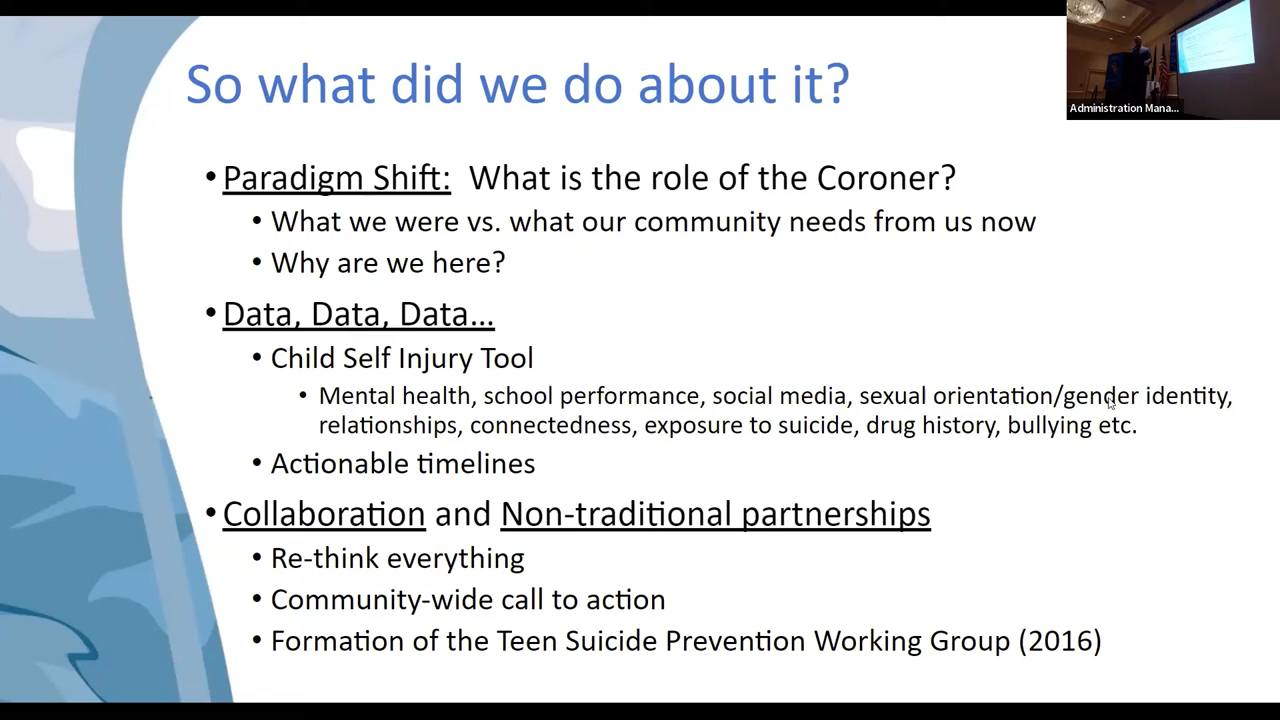 So what did we do about it?
Administration Mana...
• Paradigm Shift: What is the role of the Coroner?
• What we were vs. what our community needs from us now
• Why are we here?
• Data, Data, Data...
• Child Self Injury Tool
• Mental health, school performance, social media, sexual orientation/gender identity,
relationships, connectedness, exposure to suicide, drug history, bullying etc.
• Actionable timelines
• Collaboration and Non-traditional partnerships
• Re-think everything
• Community-wide call to action
• Formation of the Teen Suicide Prevention Working Group (2016)